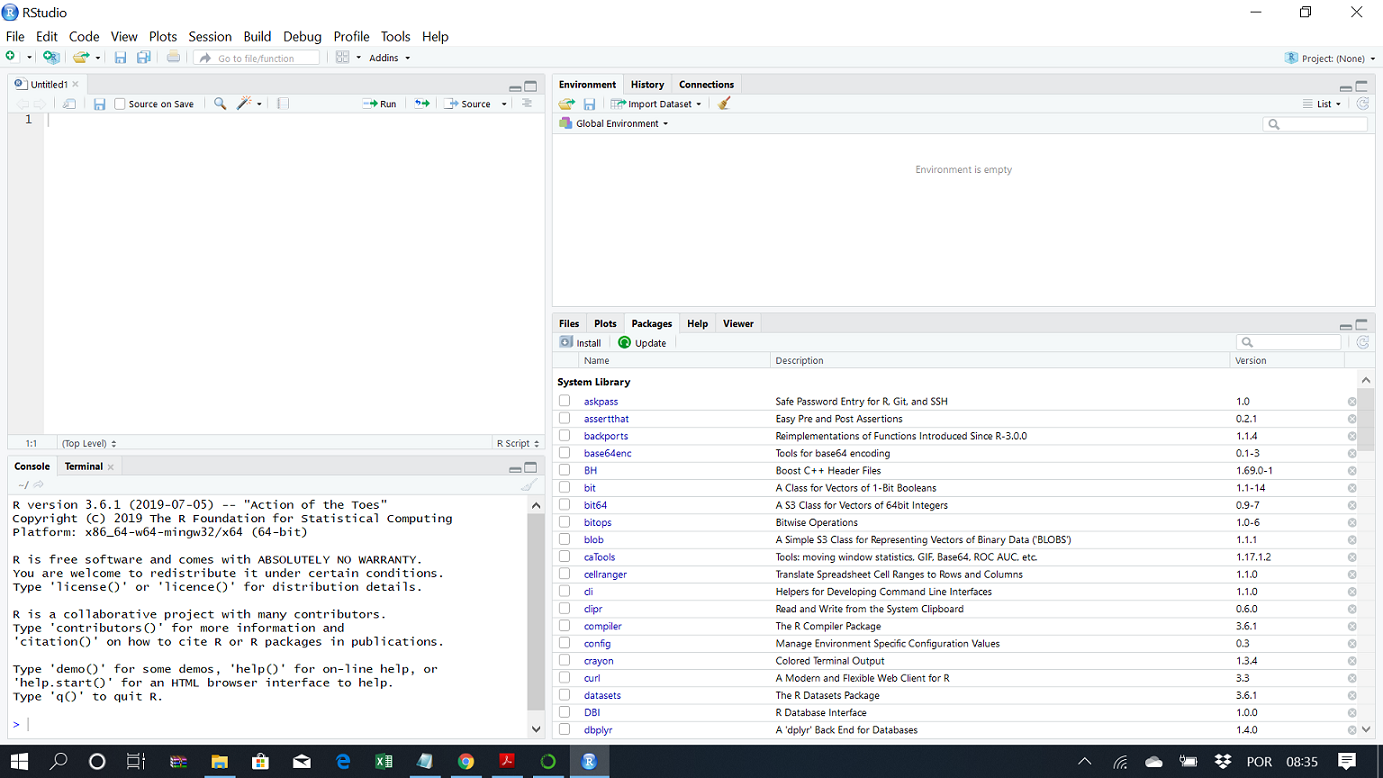 RStudio
File Edit Code View Plots Session Build Debug Profile Tools Help
Go to file/function Addins Project: (None)
Untitled1
Source on Save Run Source
1
1:1 (Top Level) R Script
Console Terminal
~/
R version 3.6.1 (2019-07-05) -- "Action of the Toes"
Copyright (C) 2019 The R Foundation for Statistical Computing
Platform: x86_64-w64-mingw32/x64 (64-bit)
R is free software and comes with ABSOLUTELY NO WARRANTY.
You are welcome to redistribute it under certain conditions.
Type 'license()' or 'licence()' for distribution details.
R is a collaborative project with many contributors.
Type 'contributors()' for more information and
'citation()' on how to cite R or R packages in publications.
Type 'demo()' for some demos, 'help()' for on-line help, or
'help.start()' for an HTML browser interface to help.
Type 'q()' to quit R.
>
Environment History Connections
Import Dataset List
Global Environment
Environment is empty
Files Plots Packages Help Viewer
Install Update
Name Description Version
System Library
askpass Safe Password Entry for R, Git, and SSH 1.0
assertthat Easy Pre and Post Assertions 0.2.1
backports Reimplementations of Functions Introduced Since R-3.0.0 1.1.4
base64enc Tools for base64 encoding 0.1-3
BH Boost C++ Header Files 1.69.0-1
bit A Class for Vectors of 1-Bit Booleans 1.1-14
bit64 A S3 Class for Vectors of 64bit Integers 0.9-7
bitops Bitwise Operations 1.0-6
blob A Simple S3 Class for Representing Vectors of Binary Data ('BLOBS') 1.1.1
caTools Tools: moving window statistics, GIF, Base64, ROC AUC, etc. 1.17.1.2
cellranger Translate Spreadsheet Cell Ranges to Rows and Columns 1.1.0
cli Helpers for Developing Command Line Interfaces 1.1.0
clipr Read and Write from the System Clipboard 0.6.0
compiler The R Compiler Package 3.6.1
config Manage Environment Specific Configuration Values 0.3
crayon Colored Terminal Output 1.3.4
curl A Modern and Flexible Web Client for R 3.3
datasets The R Datasets Package 3.6.1
DBI R Database Interface 1.0.0
dbplyr A 'dplyr' Back End for Databases 1.4.0
POR 08:35